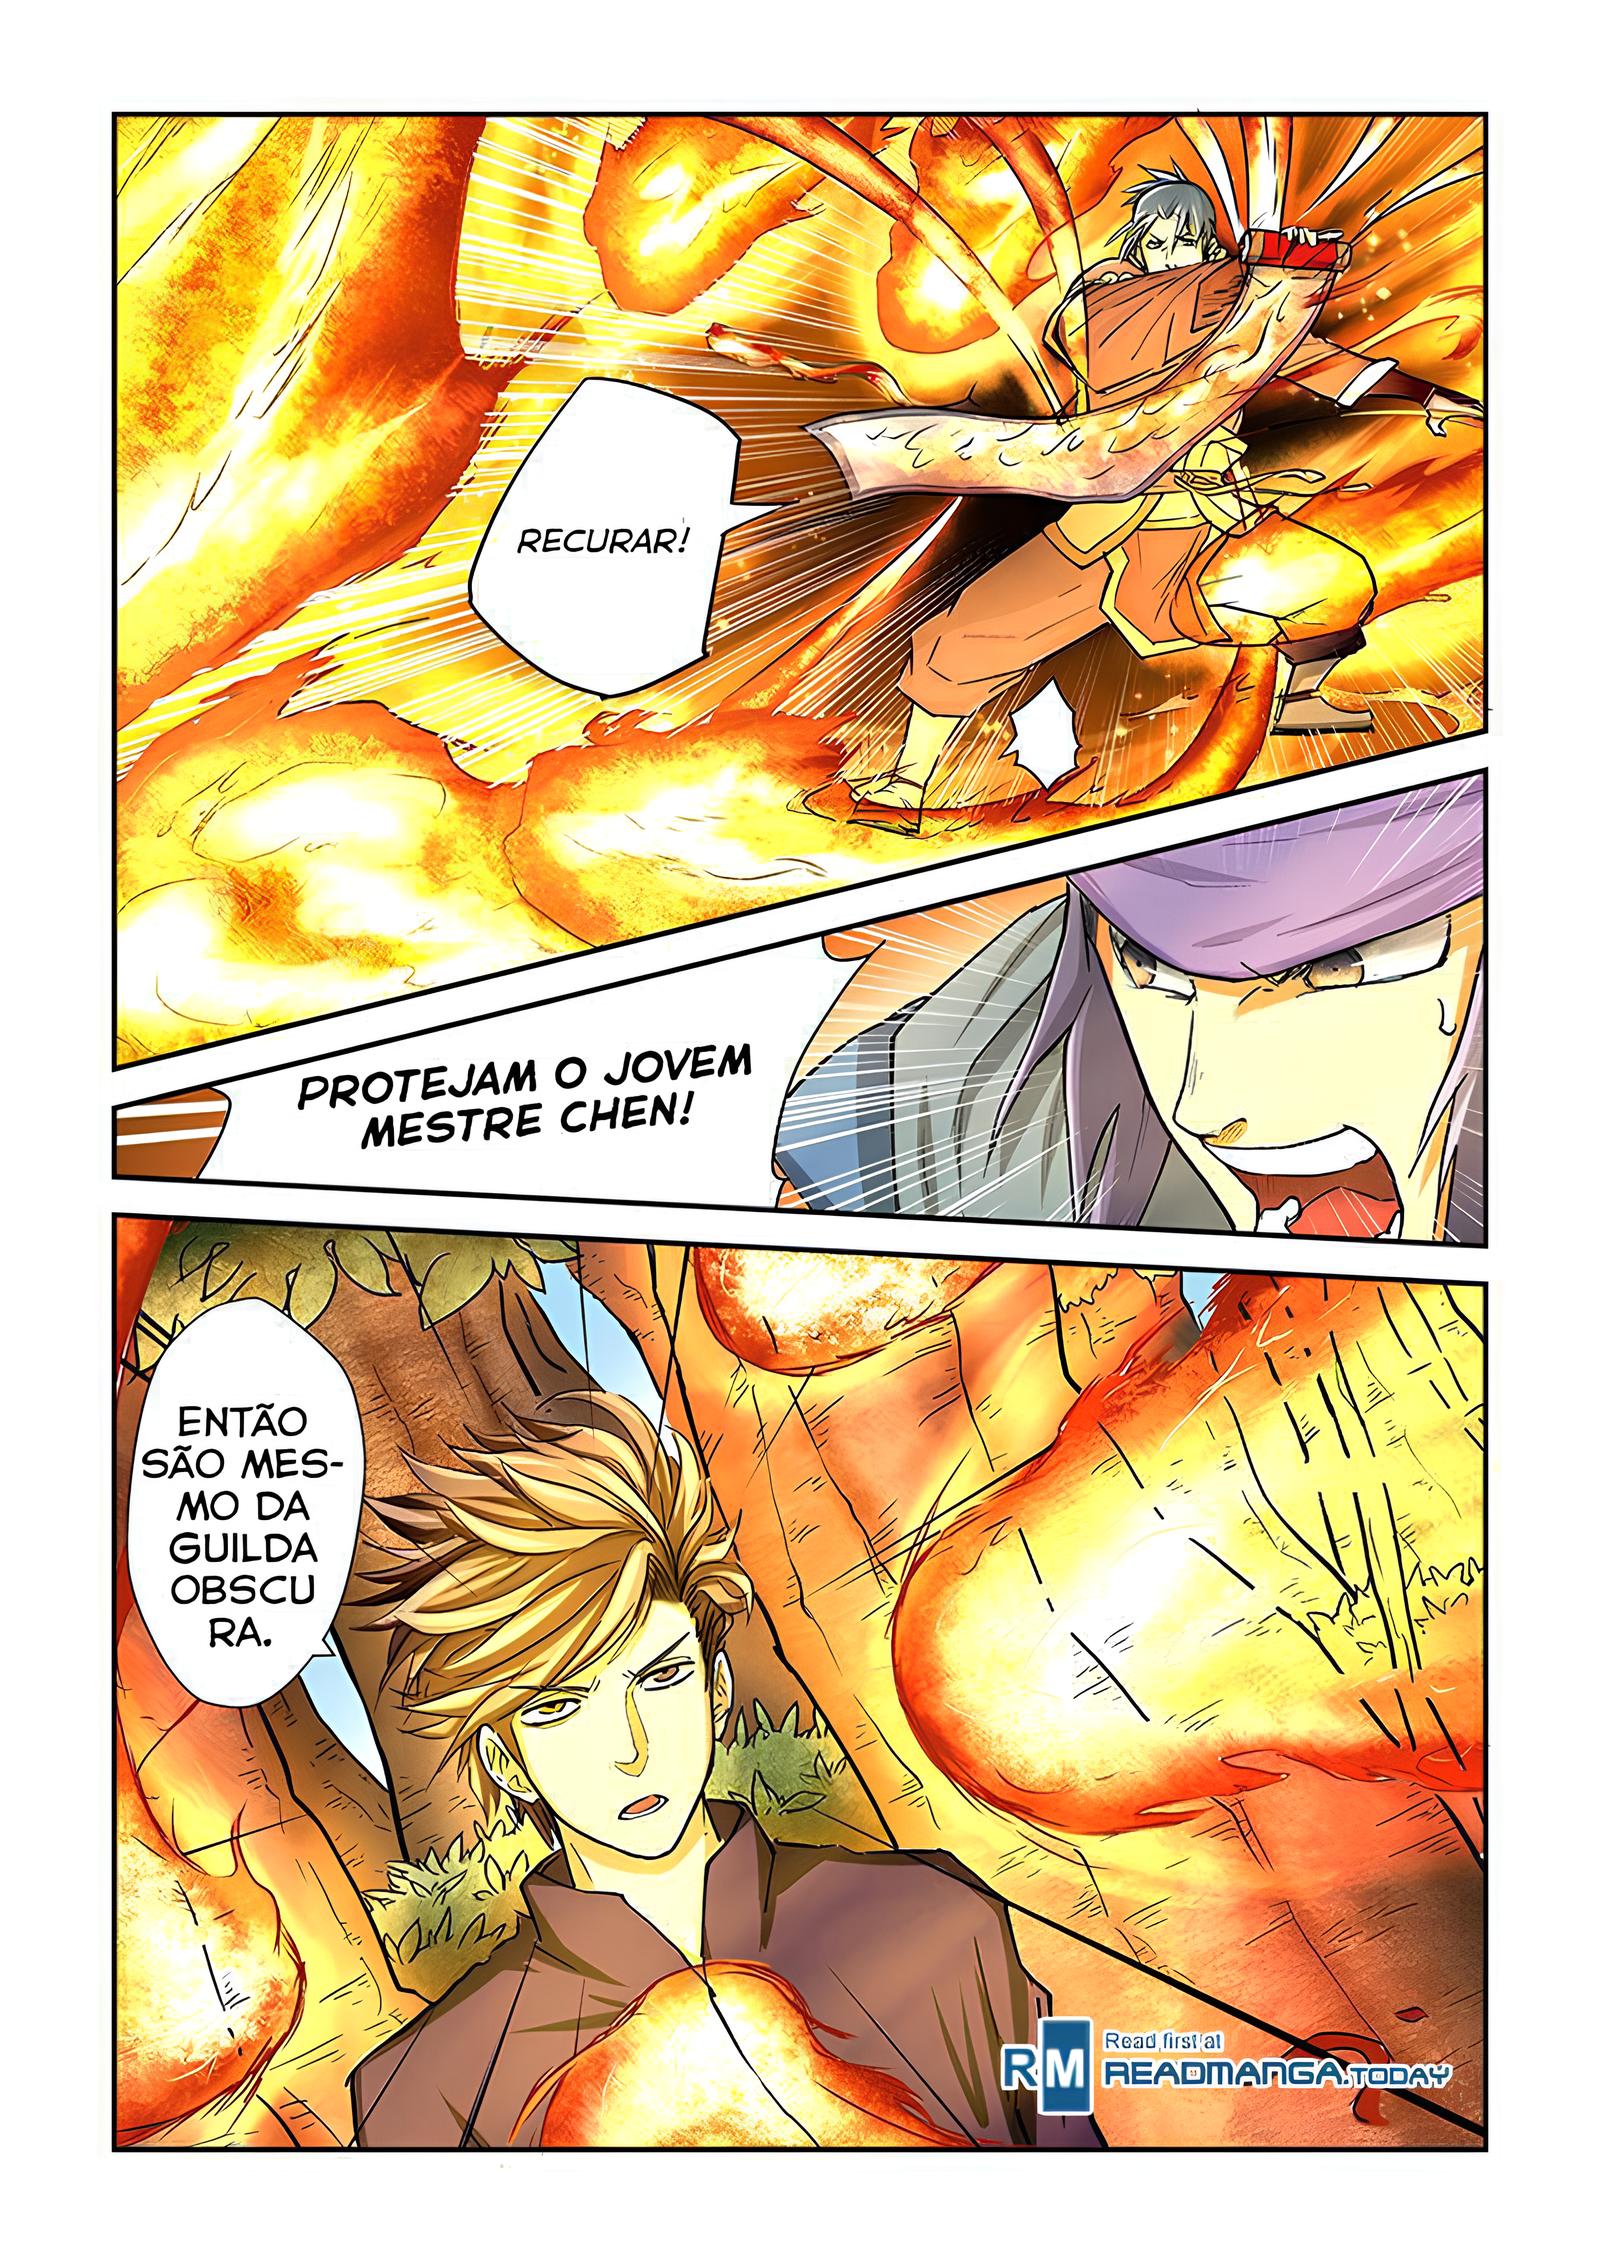 RECURAR!
PROTEJAM O JOVEM
MESTRE CHEN!
ENTÃO
SÃO MES-
MO DA
GUILDA
OBSCU
RA.
RM Read first at
READMANGA.TODAY